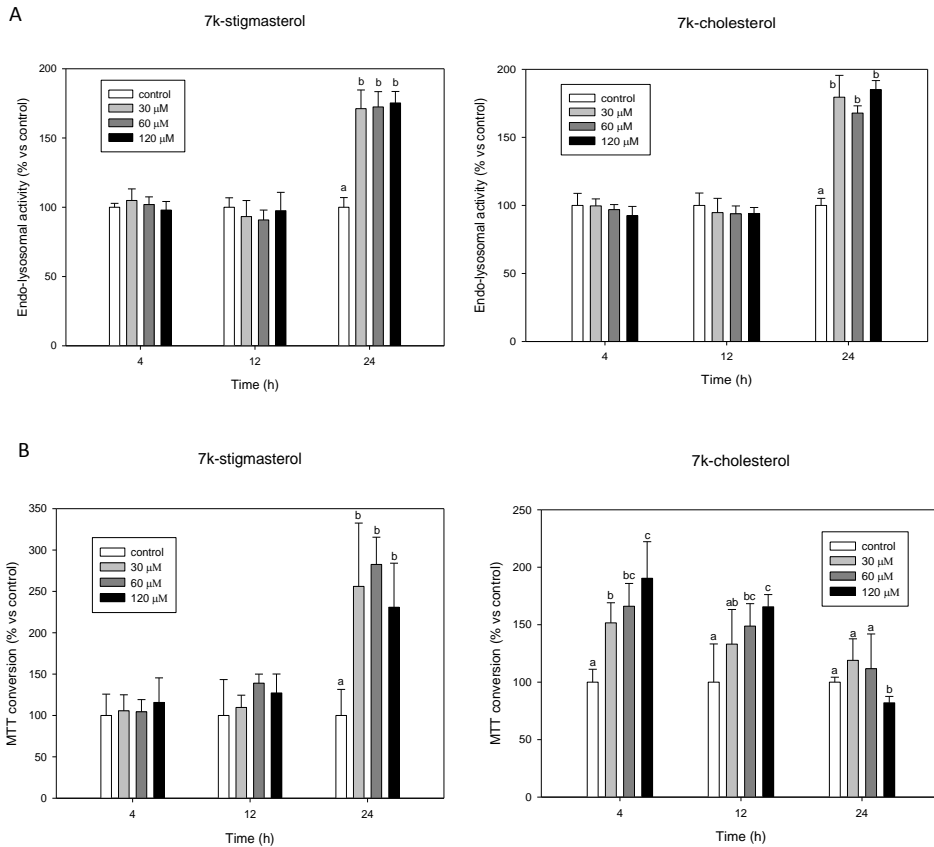 A
7k-stigmasterol
Endo-lysosomal activity (% vs control)
200
150
100
50
0
control
30 μM
60 μM
120 μM
a
b
b
b
4
12
24
Time (h)
7k-cholesterol
Endo-lysosomal activity (% vs control)
200
150
100
50
0
control
30 μM
60 μM
120 μM
a
b
b
b
4
12
24
Time (h)
B
7k-stigmasterol
MTT conversion (% vs control)
350
300
250
200
150
100
50
0
control
30 μM
60 μM
120 μM
a
b
b
b
4
12
24
Time (h)
7k-cholesterol
MTT conversion (% vs control)
250
200
150
100
50
0
control
30 μM
60 μM
120 μM
a
b
bc
c
a
ab
bc
c
a
a
a
b
4
12
24
Time (h)